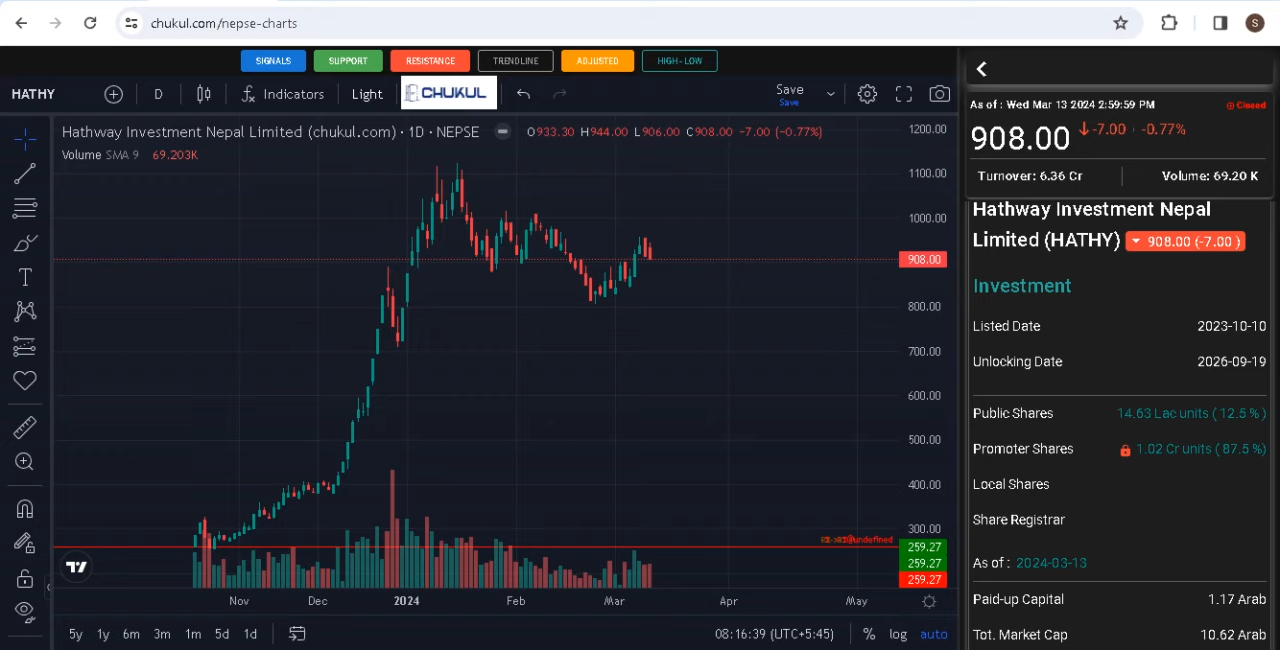 chukul.com/nepse-charts
S
SIGNALS SUPPORT RESISTANCE TRENDLINE ADJUSTED HIGH-LOW
HATHY D Indicators Light CHUKUL Save
Save
Hathway Investment Nepal Limited (chukul.com) · 1D · NEPSE O933.30 H944.00 L906.00 C908.00 -7.00 (-0.77%)
Volume SMA 9 69.203K
1200.00
1100.00
1000.00
908.00
800.00
700.00
600.00
500.00
400.00
300.00
259.27
259.27
259.27
Nov Dec 2024 Feb Mar Apr May
5y 1y 6m 3m 1m 5d 1d 08:16:39 (UTC+5:45) % log auto
As of : Wed Mar 13 2024 2:59:59 PM Closed
908.00 -7.00 -0.77%
Turnover: 6.36 Cr Volume: 69.20 K
Hathway Investment Nepal
Limited (HATHY) 908.00 (-7.00 )
Investment
Listed Date 2023-10-10
Unlocking Date 2026-09-19
Public Shares 14.63 Lac units ( 12.5 % )
Promoter Shares 1.02 Cr units ( 87.5 %)
Local Shares
Share Registrar
As of : 2024-03-13
Paid-up Capital 1.17 Arab
Tot. Market Cap 10.62 Arab